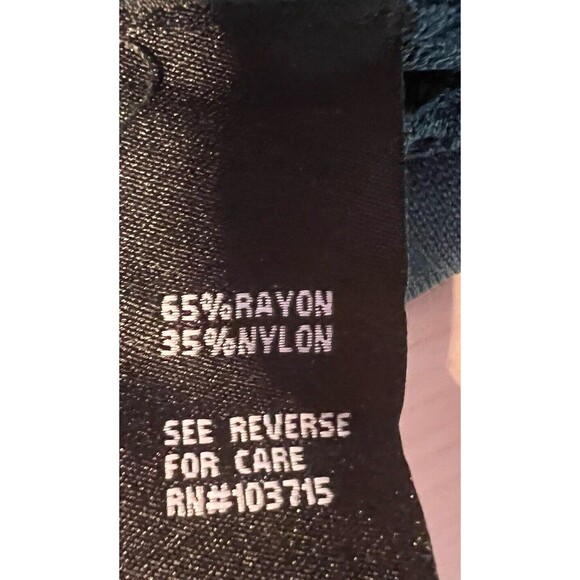 65%RAYON
35%NYLON
SEE REVERSE
FOR CARE
RN#103715